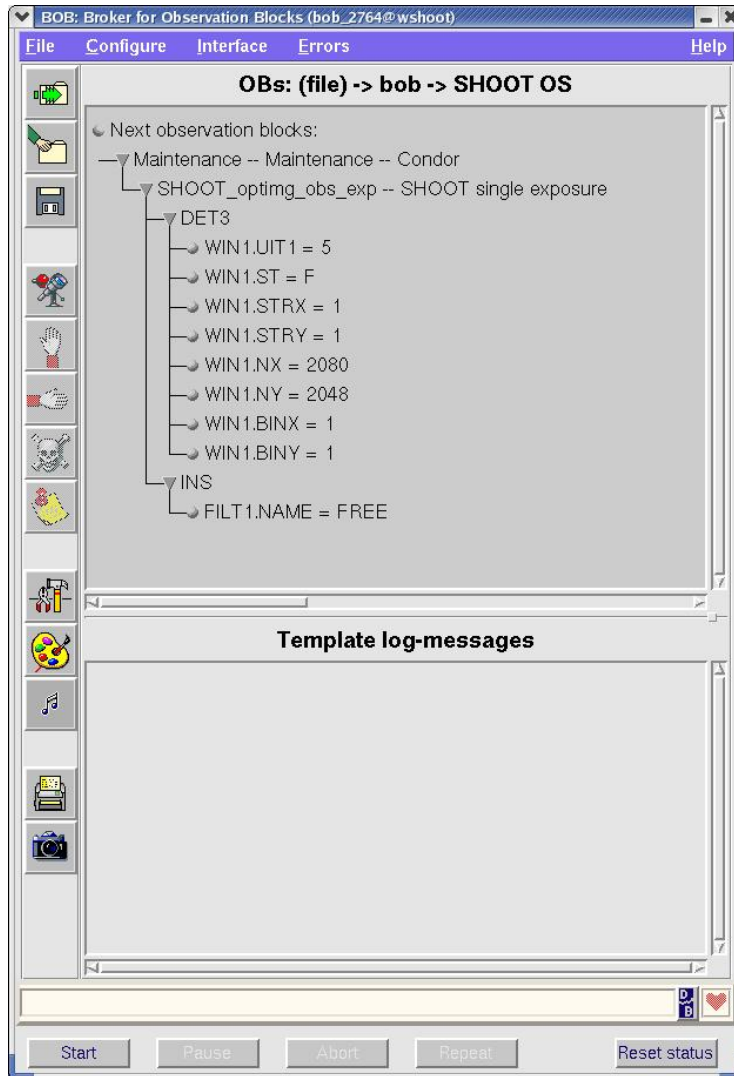 BOB: Broker for Observation Blocks (bob_2764@wshoot)
File Configure Interface Errors Help
OBs: (file) -> bob -> SHOOT OS
Next observation blocks:
Maintenance -- Maintenance -- Condor
SHOOT_optimg_obs_exp -- SHOOT single exposure
DET3
WIN1.UIT1 = 5
WIN1.ST = F
WIN1.STRX = 1
WIN1.STRY = 1
WIN1.NX = 2080
WIN1.NY = 2048
WIN1.BINX = 1
WIN1.BINY = 1
INS
FILT1.NAME = FREE
Template log-messages
D
B
Start Pause Abort Repeat Reset status